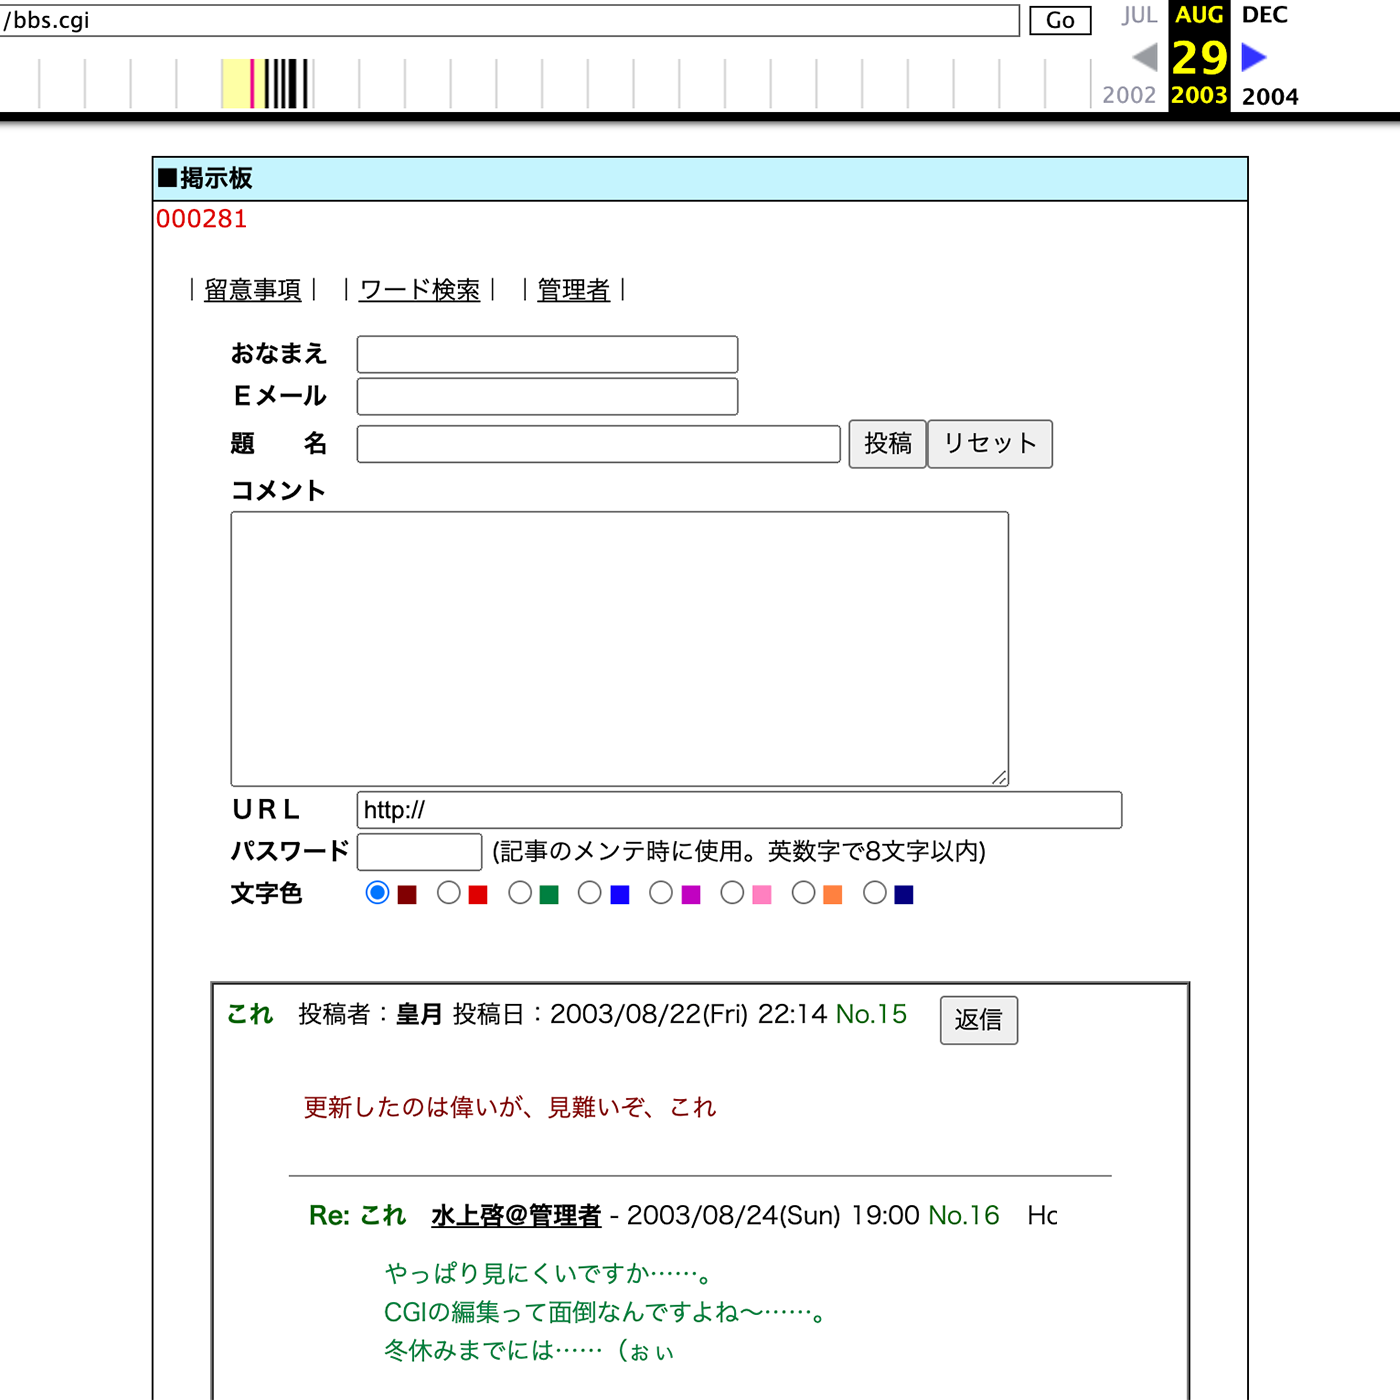 /bbs.cgi
Go
JUL AUG DEC
29
2002 2003 2004
■掲示板
000281
｜留意事項｜ ｜ワード検索｜ ｜管理者｜
おなまえ
Ｅメール
題　　名 投稿 リセット
コメント
ＵＲＬ http://
パスワード (記事のメンテ時に使用。英数字で8文字以内)
文字色 ■ ■ ■ ■ ■ ■ ■ ■
これ 投稿者：皇月 投稿日：2003/08/22(Fri) 22:14 No.15 返信
更新したのは偉いが、見難いぞ、これ
Re: これ 水上啓@管理者 - 2003/08/24(Sun) 19:00 No.16
やっぱり見にくいですか……。
CGIの編集って面倒なんですよね～……。
冬休みまでには……（ぉぃ